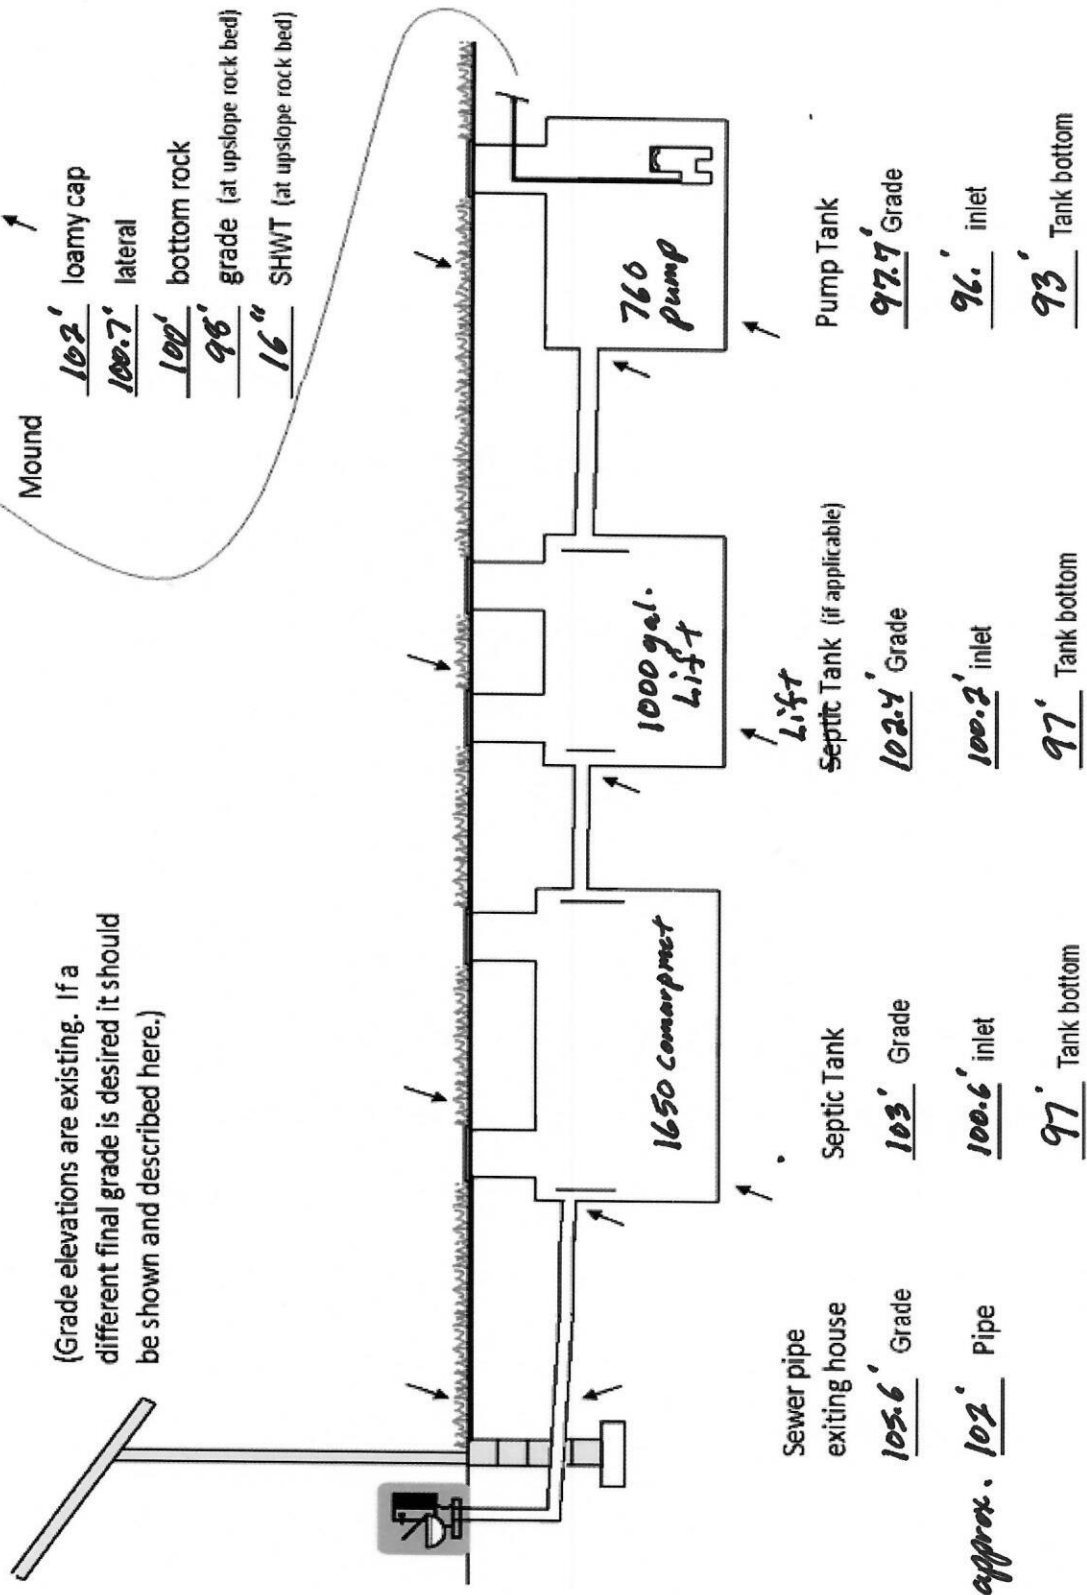 (Grade elevations are existing. If a
different final grade is desired it should
be shown and described here.)
Mound
102' loamy cap
100.7' lateral
100' bottom rock
98' grade (at upslope rock bed)
16" SHWT (at upslope rock bed)
1650 comarpmet
1000 gal.
Lift
760
pump
Sewer pipe
exiting house
105.6' Grade
approx. 102' Pipe
Septic Tank
103' Grade
100.6' inlet
97' Tank bottom
Lift
Septic Tank (if applicable)
102.4' Grade
100.2' inlet
97' Tank bottom
Pump Tank
97.7' Grade
96.' inlet
93' Tank bottom